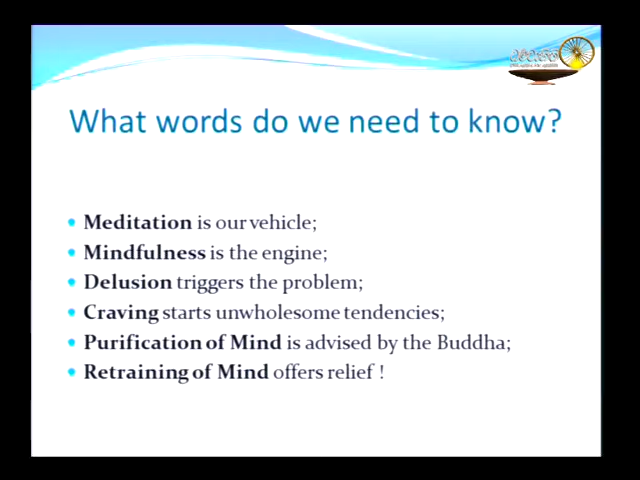 What words do we need to know?
Meditation is our vehicle;
Mindfulness is the engine;
Delusion triggers the problem;
Craving starts unwholesome tendencies;
Purification of Mind is advised by the Buddha;
Retraining of Mind offers relief !